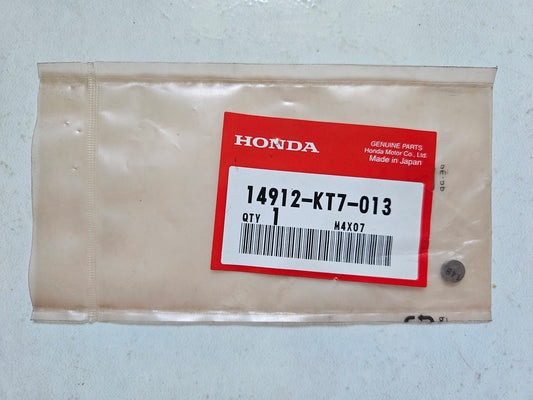 HONDA
GENUINE PARTS
Honda Motor Co., Ltd.
Made in Japan
14912-KT7-013
QTY 1
M4X07